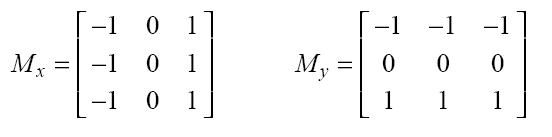 M_x = [ -1 0 1 ; -1 0 1 ; -1 0 1 ]
M_y = [ -1 -1 -1 ; 0 0 0 ; 1 1 1 ]